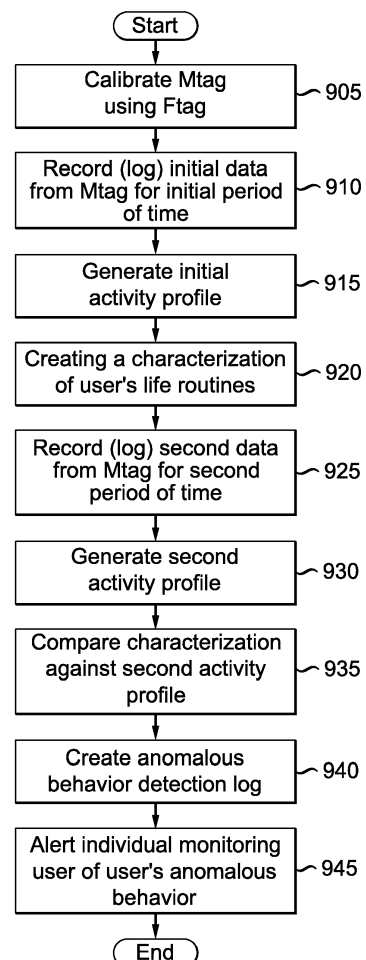 Start
Calibrate Mtag
using Ftag
905
Record (log) initial data
from Mtag for initial period
of time
910
Generate initial
activity profile
915
Creating a characterization
of user's life routines
920
Record (log) second data
from Mtag for second
period of time
925
Generate second
activity profile
930
Compare characterization
against second activity
profile
935
Create anomalous
behavior detection log
940
Alert individual monitoring
user of user's anomalous
behavior
945
End